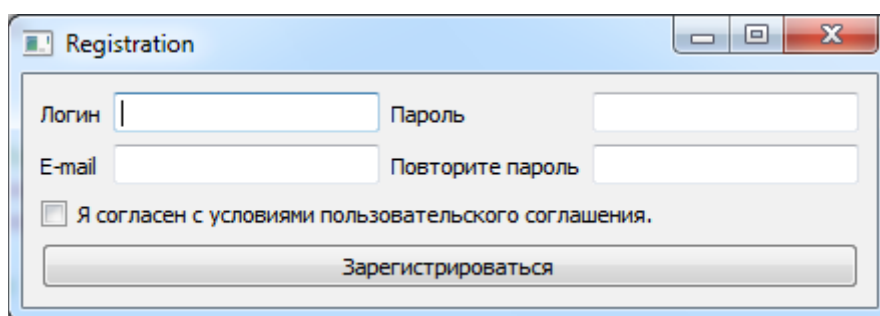 Registration
Логин Пароль
E-mail Повторите пароль
Я согласен с условиями пользовательского соглашения.
Зарегистрироваться